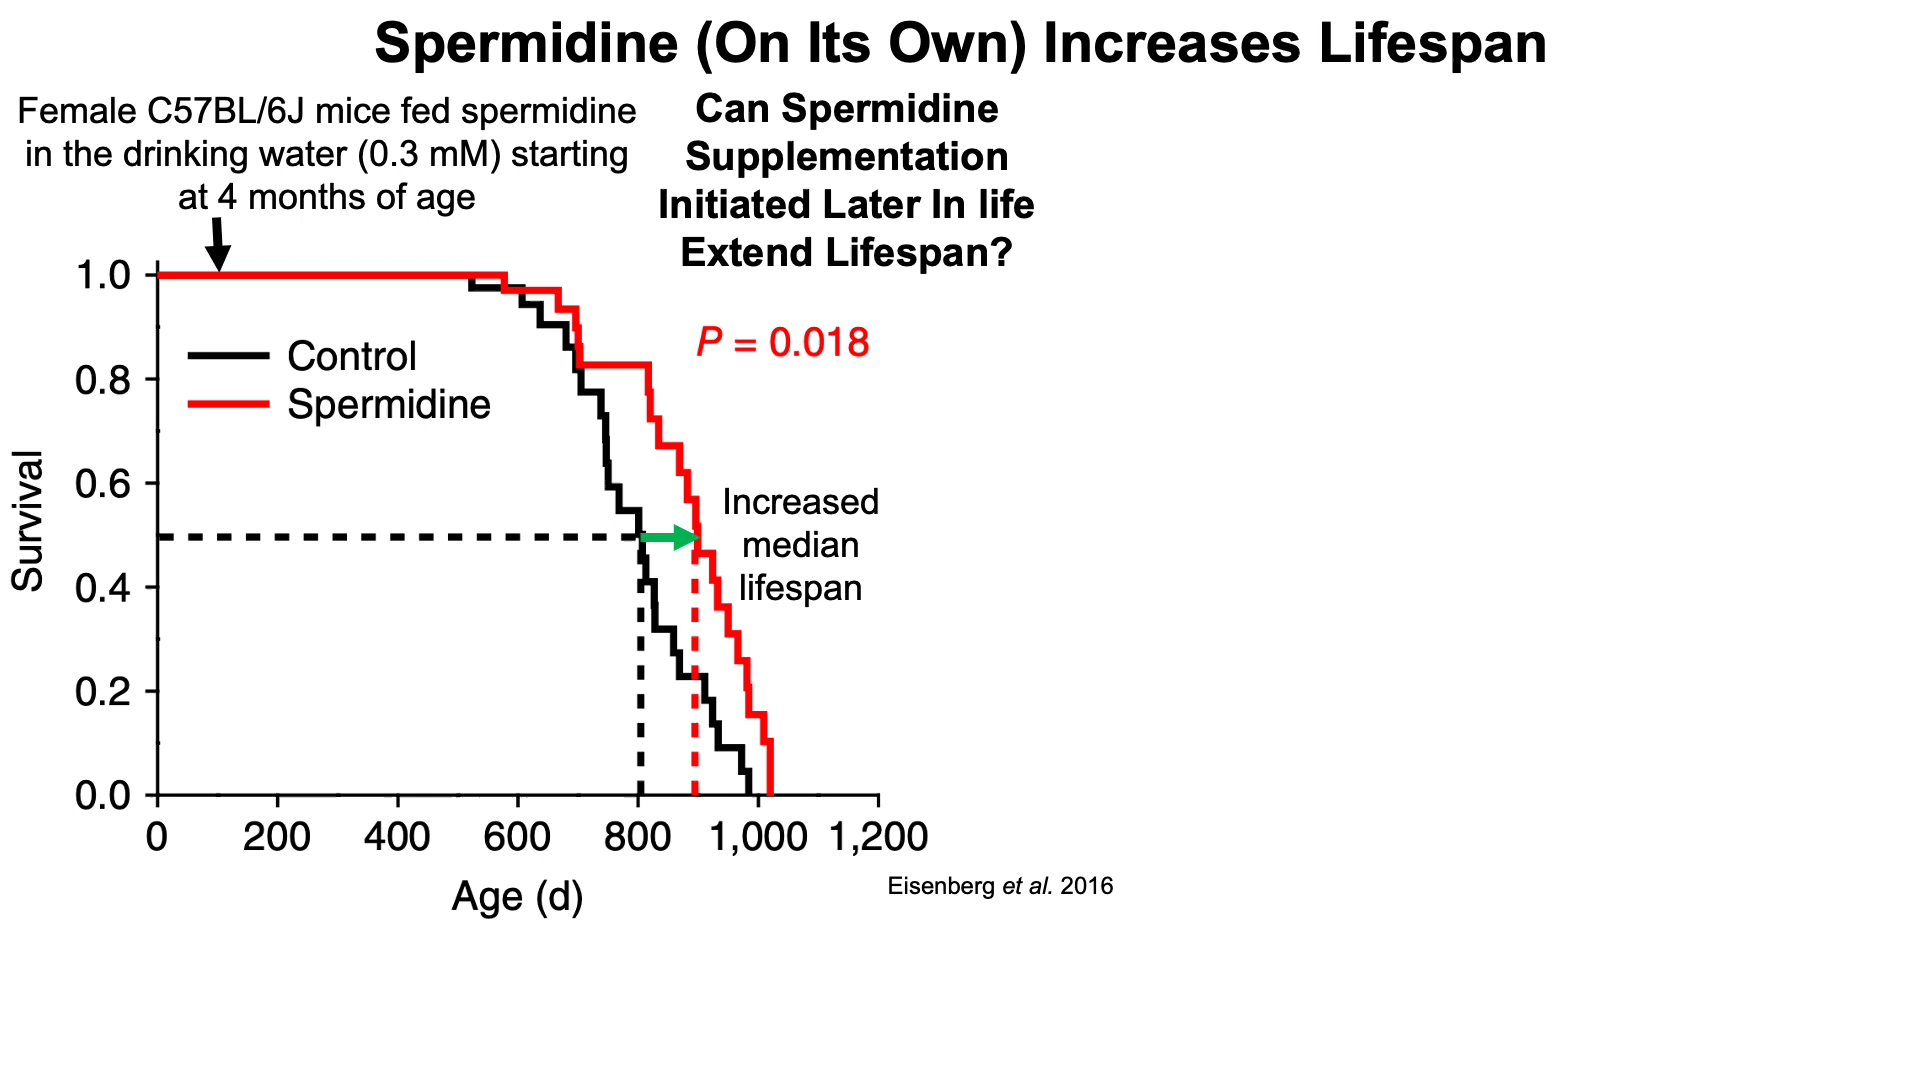 Spermidine (On Its Own) Increases Lifespan
Female C57BL/6J mice fed spermidine
in the drinking water (0.3 mM) starting
at 4 months of age
Can Spermidine
Supplementation
Initiated Later In life
Extend Lifespan?
P = 0.018
Control
Spermidine
Increased
median
lifespan
Survival
1.0
0.8
0.6
0.4
0.2
0.0
0 200 400 600 800 1,000 1,200
Age (d)
Eisenberg et al. 2016